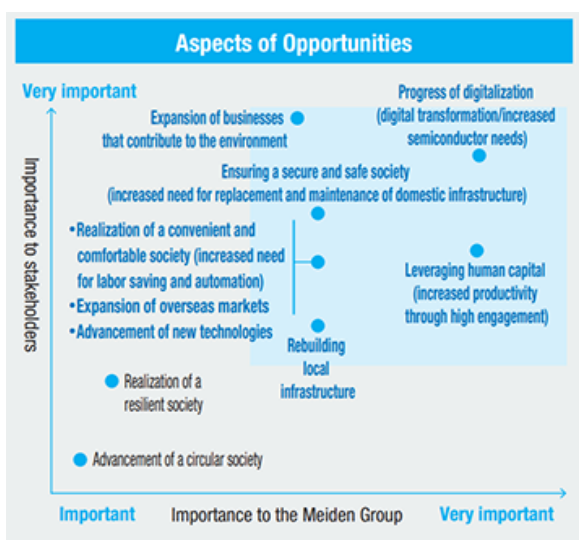 Aspects of Opportunities
Very important
Progress of digitalization
(digital transformation/increased
semiconductor needs)
Expansion of businesses
that contribute to the environment
Ensuring a secure and safe society
(increased need for replacement and maintenance of domestic infrastructure)
•Realization of a convenient and
comfortable society (increased need
for labor saving and automation)
•Expansion of overseas markets
•Advancement of new technologies
Leveraging human capital
(increased productivity
through high engagement)
Rebuilding
local
infrastructure
Realization of a
resilient society
Advancement of a circular society
Importance to stakeholders
Important
Importance to the Meiden Group
Very important